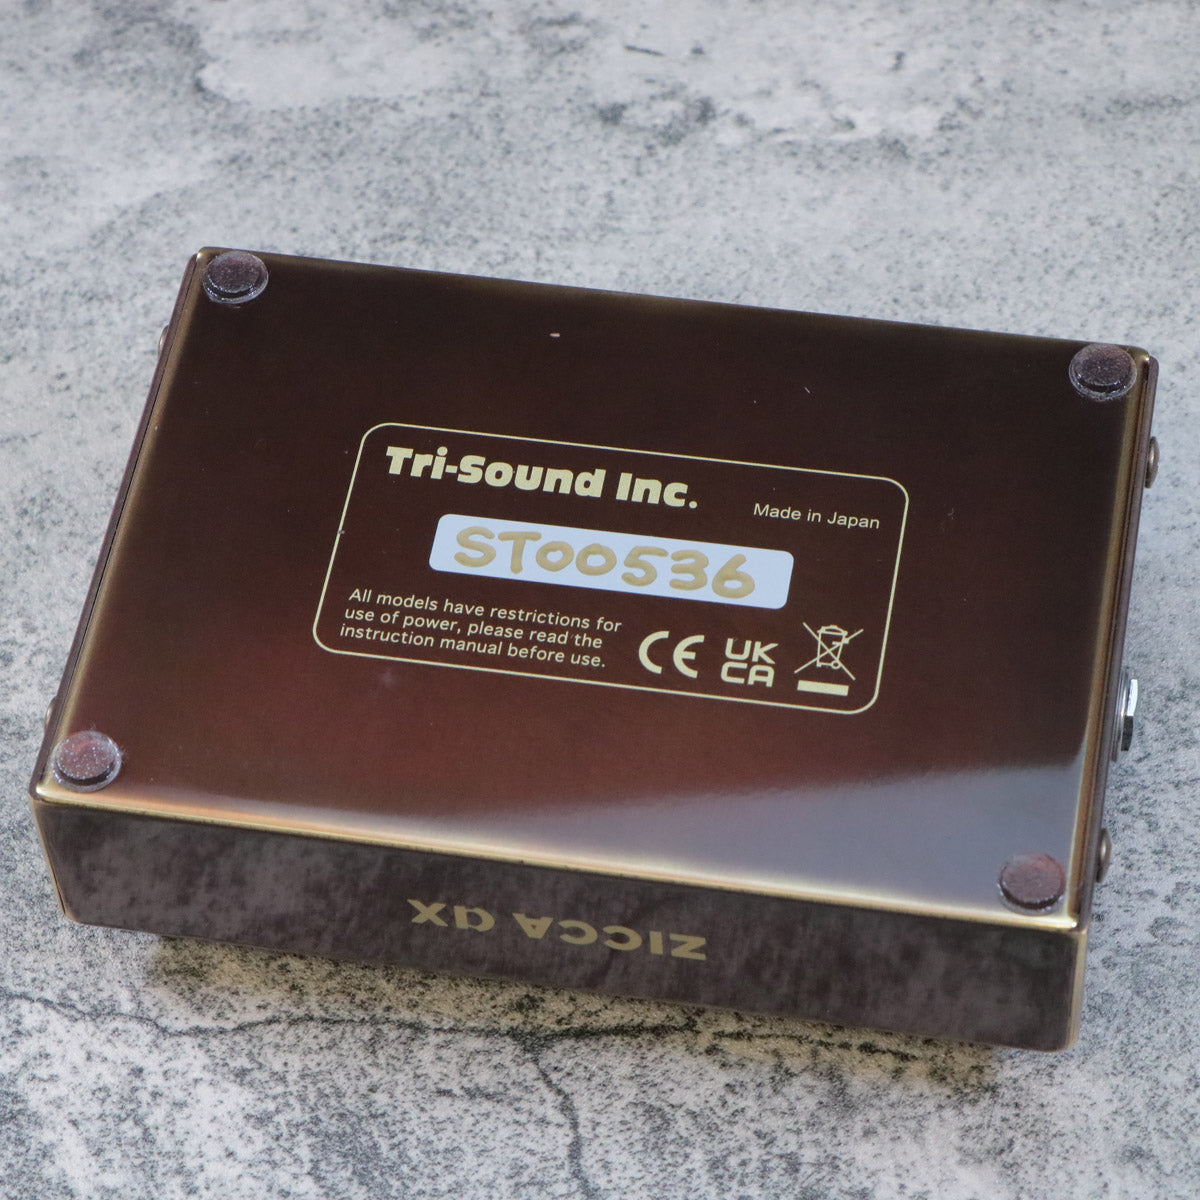 Tri-Sound Inc.
Made in Japan
ST00536
All models have restrictions for
use of power, please read the
instruction manual before use.
CE
UK
CA
ZICCA ax